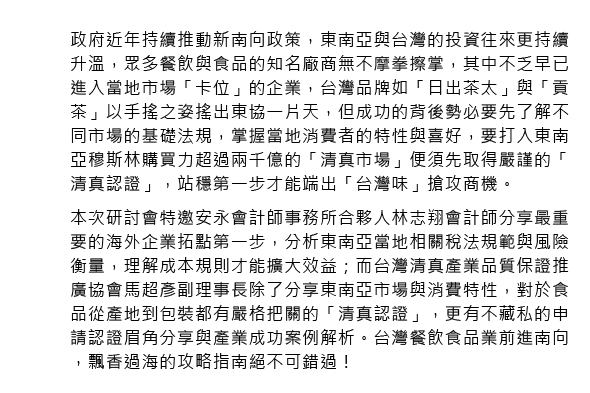 政府近年持續推動新南向政策，東南亞與台灣的投資往來更持續
升溫，眾多餐飲與食品的知名廠商無不摩拳擦掌，其中不乏早已
進入當地市場「卡位」的企業，台灣品牌如「日出茶太」與「貢
茶」以手搖之姿搖出東協一片天，但成功的背後勢必要先了解不
同市場的基礎法規，掌握當地消費者的特性與喜好，要打入東南
亞穆斯林購買力超過兩千億的「清真市場」便須先取得嚴謹的「
清真認證」，站穩第一步才能端出「台灣味」搶攻商機。
本次研討會特邀安永會計師事務所合夥人林志翔會計師分享最重
要的海外企業拓點第一步，分析東南亞當地相關稅法規範與風險
衡量，理解成本規則才能擴大效益；而台灣清真產業品質保證推
廣協會馬超彥副理事長除了分享東南亞市場與消費特性，對於食
品從產地到包裝都有嚴格把關的「清真認證」，更有不藏私的申
請認證眉角分享與產業成功案例解析。台灣餐飲食品業前進南向
，飄香過海的攻略指南絕不可錯過！